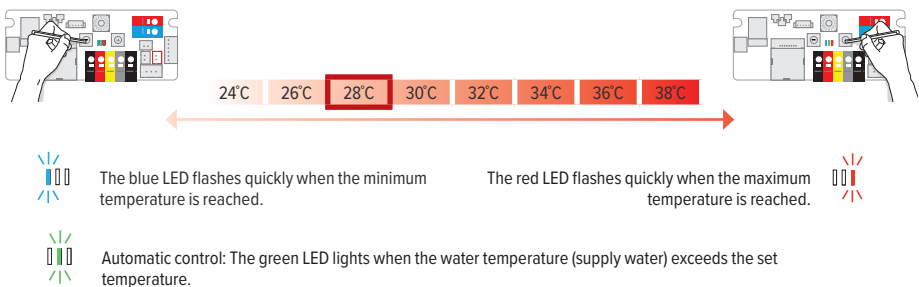 24°C 26°C 28°C 30°C 32°C 34°C 36°C 38°C
The blue LED flashes quickly when the minimum
temperature is reached.
The red LED flashes quickly when the maximum
temperature is reached.
Automatic control: The green LED lights when the water temperature (supply water) exceeds the set
temperature.